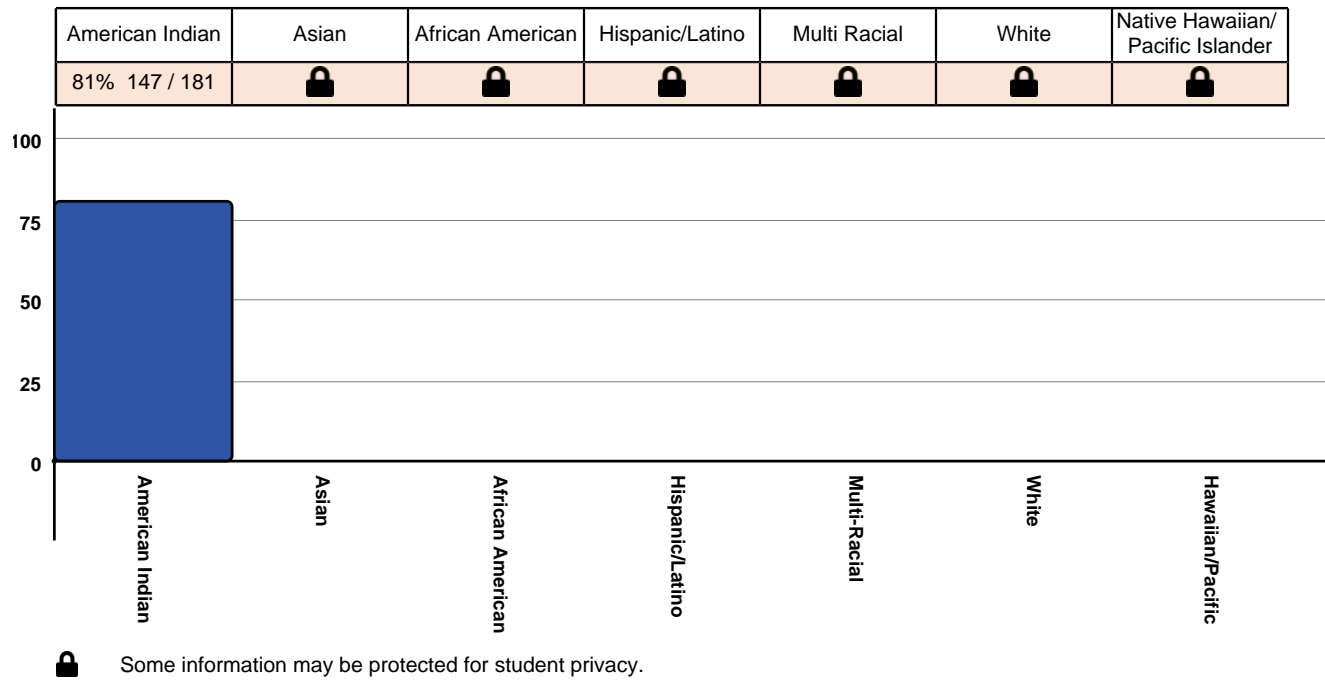 American Indian Asian African American Hispanic/Latino Multi Racial White Native Hawaiian/
Pacific Islander
81% 147 / 181
100
75
50
25
0
American Indian
Asian
African American
Hispanic/Latino
Multi-Racial
White
Hawaiian/Pacific
Some information may be protected for student privacy.